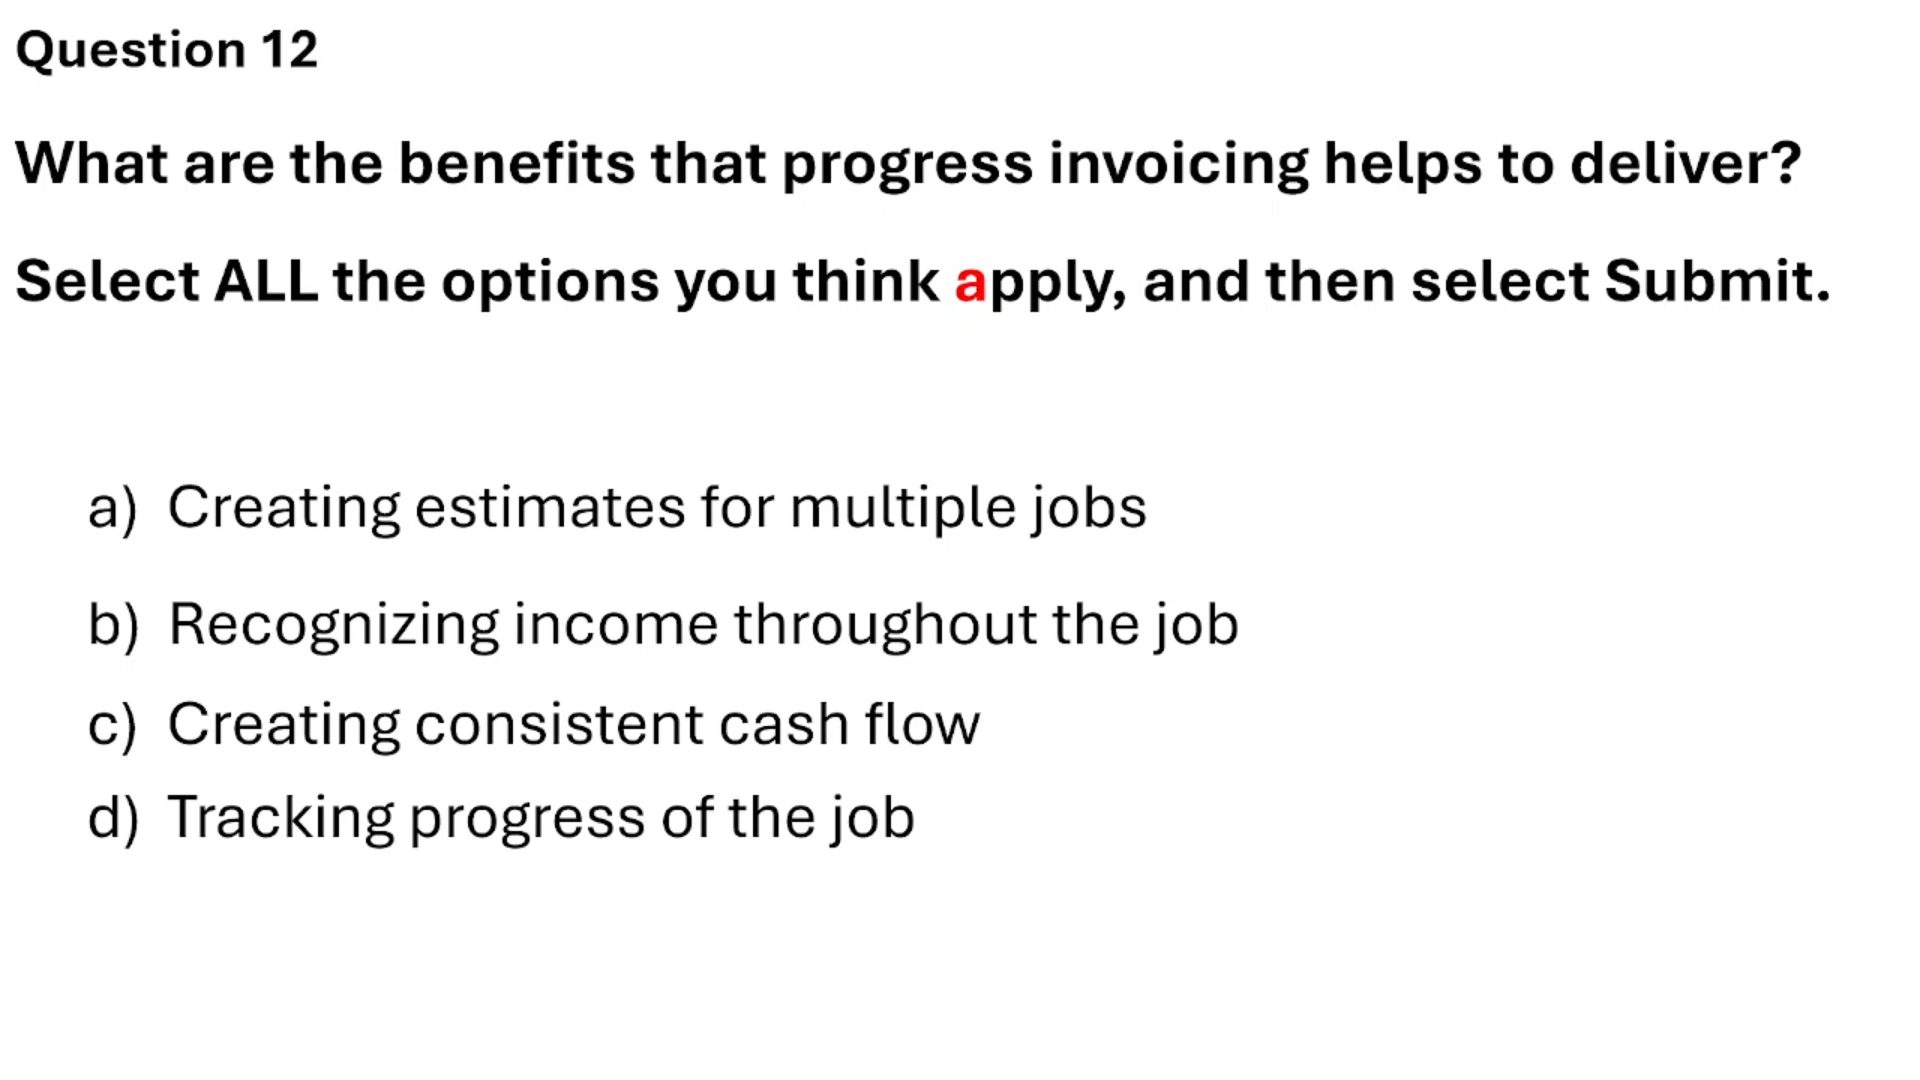 Question 12
What are the benefits that progress invoicing helps to deliver?
Select ALL the options you think apply, and then select Submit.
a) Creating estimates for multiple jobs
b) Recognizing income throughout the job
c) Creating consistent cash flow
d) Tracking progress of the job